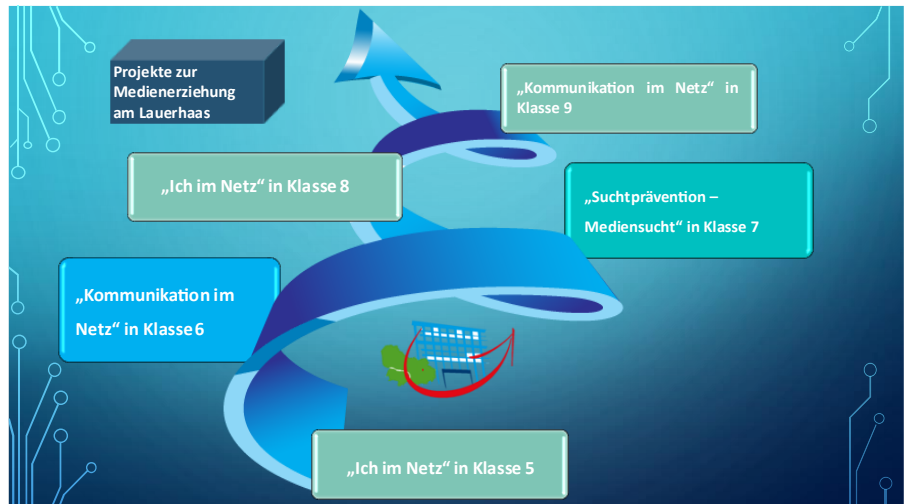 Projekte zur
Medienerziehung
am Lauerhaas
„Kommunikation im Netz“ in
Klasse 9
„Ich im Netz“ in Klasse 8
„Suchtprävention –
Mediensucht“ in Klasse 7
„Kommunikation im
Netz“ in Klasse 6
„Ich im Netz“ in Klasse 5